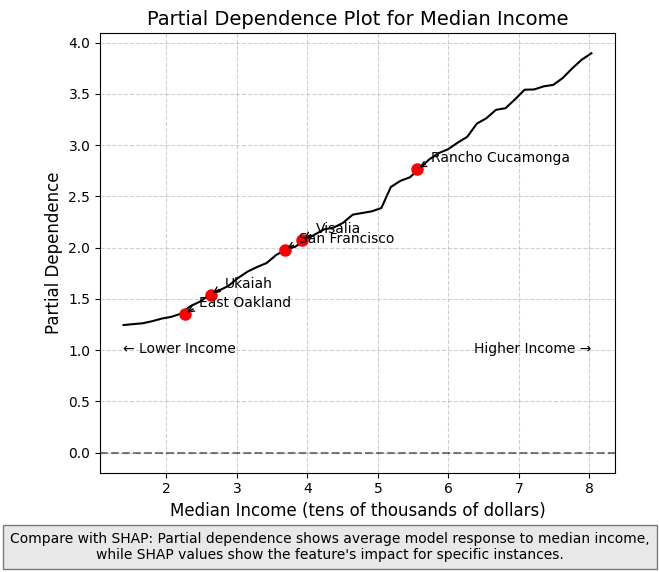 Partial Dependence Plot for Median Income
4.0
3.5
3.0
2.5
2.0
1.5
1.0
0.5
0.0
Partial Dependence
Rancho Cucamonga
Visalia
San Francisco
Ukaiah
East Oakland
← Lower Income
Higher Income →
2 3 4 5 6 7 8
Median Income (tens of thousands of dollars)
Compare with SHAP: Partial dependence shows average model response to median income,
while SHAP values show the feature's impact for specific instances.